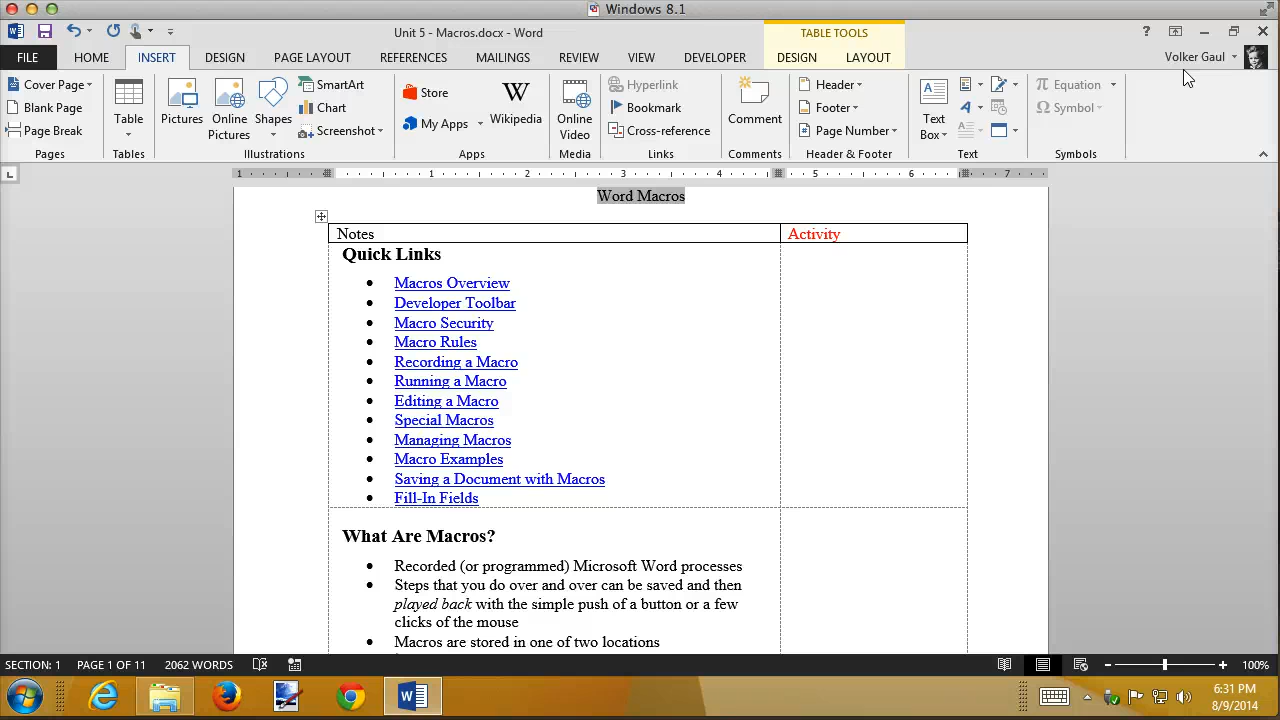 Windows 8.1
Unit 5 - Macros.docx - Word
TABLE TOOLS
?
FILE HOME INSERT DESIGN PAGE LAYOUT REFERENCES MAILINGS REVIEW VIEW DEVELOPER DESIGN LAYOUT Volker Gaul
Cover Page
Blank Page
Page Break
Pages
Table
Tables
Pictures
Online Pictures
Shapes
SmartArt
Chart
Screenshot
Illustrations
Store
My Apps
W
Wikipedia
Apps
Online Video
Media
Hyperlink
Bookmark
Cross-reference
Links
Comment
Comments
Header
Footer
Page Number
Header & Footer
Text Box
Text
Equation
Symbol
Symbols
1 1 2 3 4 5 6 7
Word Macros
Notes Activity
Quick Links
• Macros Overview
• Developer Toolbar
• Macro Security
• Macro Rules
• Recording a Macro
• Running a Macro
• Editing a Macro
• Special Macros
• Managing Macros
• Macro Examples
• Saving a Document with Macros
• Fill-In Fields
What Are Macros?
• Recorded (or programmed) Microsoft Word processes
• Steps that you do over and over can be saved and then
played back with the simple push of a button or a few
clicks of the mouse
• Macros are stored in one of two locations
SECTION: 1 PAGE 1 OF 11 2062 WORDS 100%
6:31 PM
8/9/2014